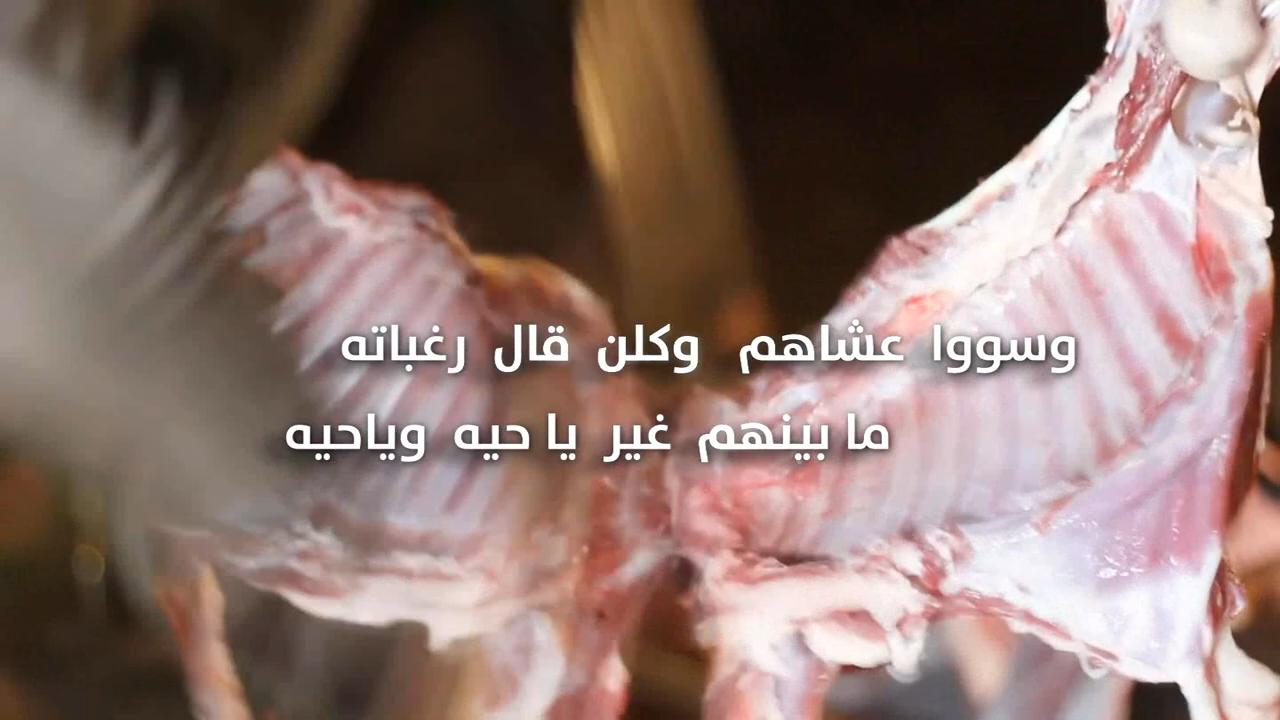 وسووا عشاهم وكلن قال رغباته
ما بينهم غير يا حيه وياحيه